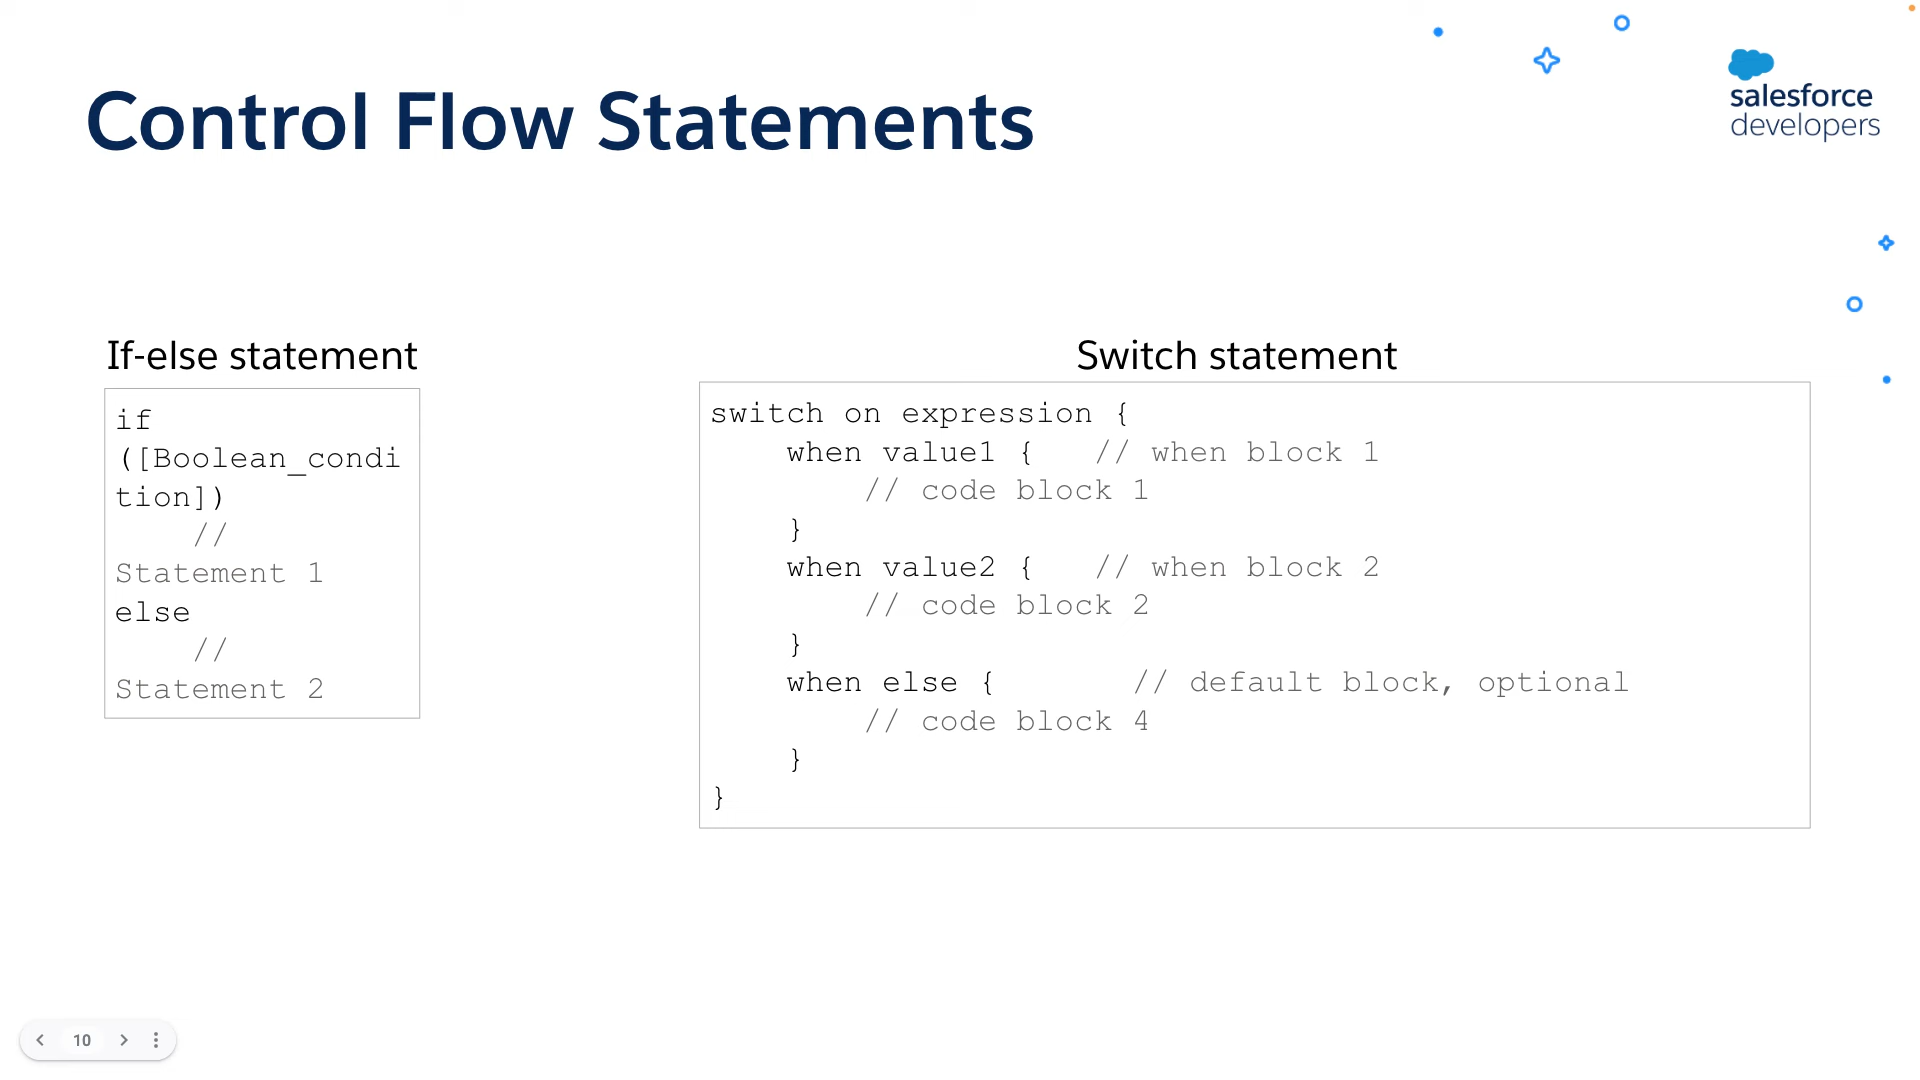 Control Flow Statements
salesforce
developers
If-else statement
if
([Boolean_condi
tion])
//
Statement 1
else
//
Statement 2
Switch statement
switch on expression {
when value1 { // when block 1
// code block 1
}
when value2 { // when block 2
// code block 2
}
when else { // default block, optional
// code block 4
}
}
10